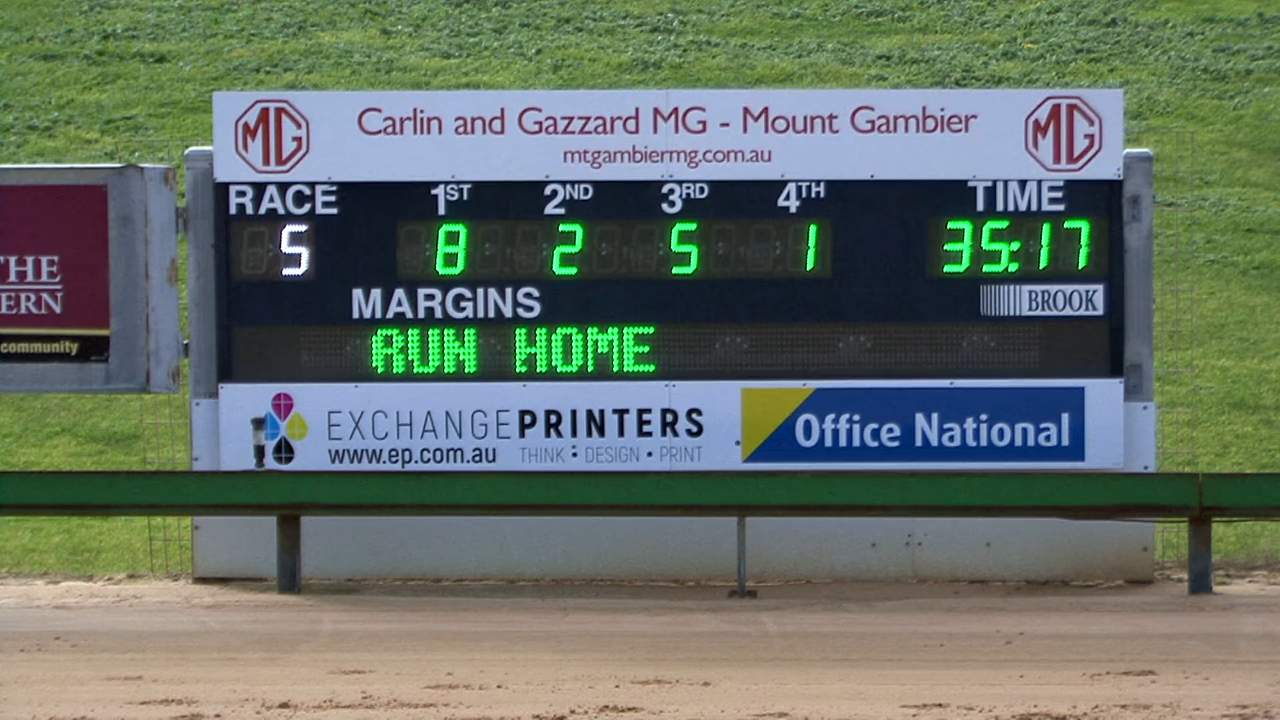 MG Carlin and Gazzard MG - Mount Gambier MG
mtgambiermg.com.au
RACE 1ST 2ND 3RD 4TH TIME
5 8 2 5 1 35:17
MARGINS BROOK
RUN HOME
THE
ERN
community
EXCHANGEPRINTERS
www.ep.com.au THINK : DESIGN • PRINT
Office National